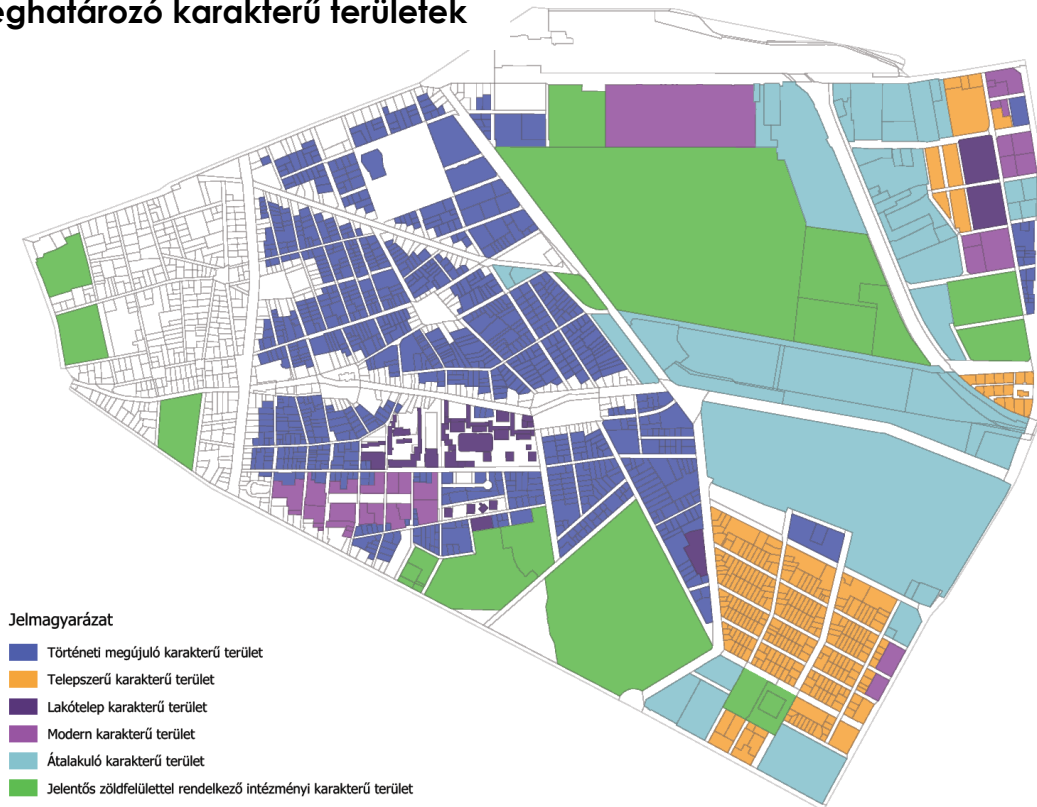 eghatározó karakterű területek
Jelmagyarázat
Történeti megújuló karakterű terület
Telepszerű karakterű terület
Lakótelep karakterű terület
Modern karakterű terület
Átalakuló karakterű terület
Jelentős zöldfelülettel rendelkező intézményi karakterű terület